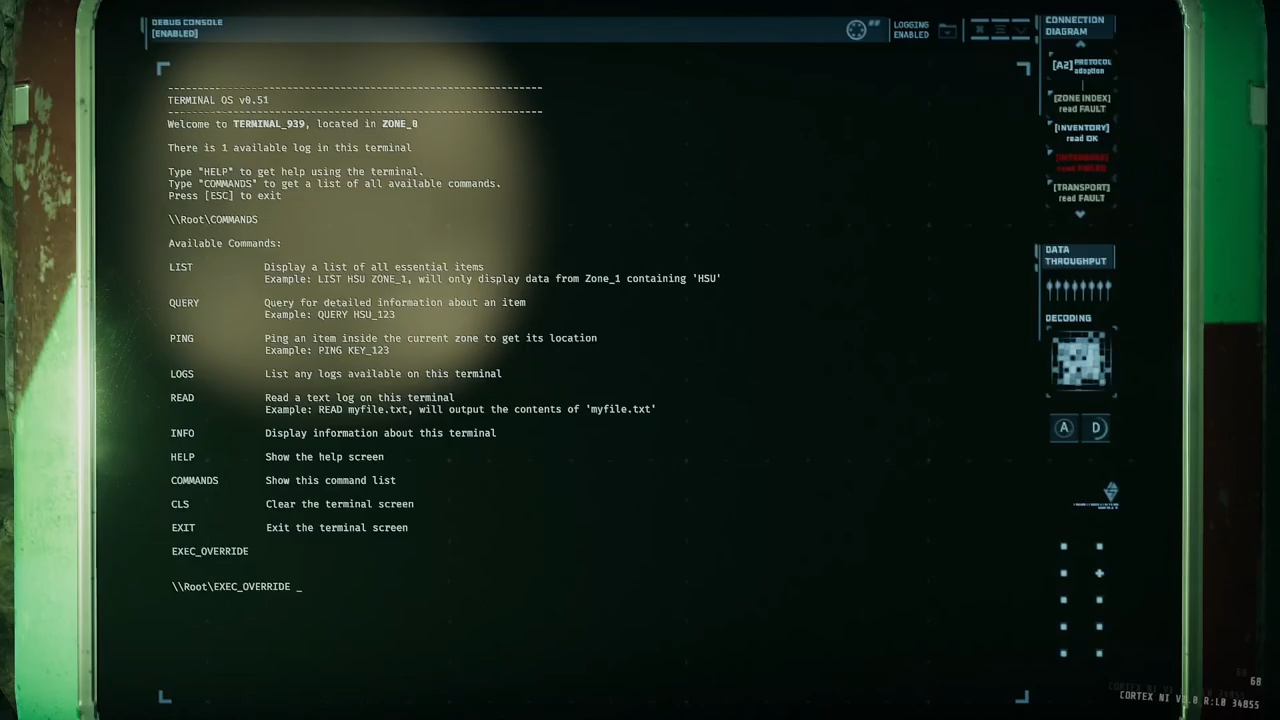 DEBUG CONSOLE
[ENABLED]
LOGGING
ENABLED
CONNECTION
DIAGRAM
[A2] PROTOCOL
adaption
[ZONE INDEX]
read FAULT
[INVENTORY]
read OK
[TRANSPORT]
read FAULT
DATA
THROUGHPUT
DECODING
A D
------------------------------------------------------------
TERMINAL OS v0.51
------------------------------------------------------------
Welcome to TERMINAL_939, located in ZONE_8
There is 1 available log in this terminal
Type "HELP" to get help using the terminal.
Type "COMMANDS" to get a list of all available commands.
Press [ESC] to exit
\\Root\COMMANDS
Available Commands:
LIST Display a list of all essential items
Example: LIST HSU ZONE_1, will only display data from Zone_1 containing 'HSU'
QUERY Query for detailed information about an item
Example: QUERY HSU_123
PING Ping an item inside the current zone to get its location
Example: PING KEY_123
LOGS List any logs available on this terminal
READ Read a text log on this terminal
Example: READ myfile.txt, will output the contents of 'myfile.txt'
INFO Display information about this terminal
HELP Show the help screen
COMMANDS Show this command list
CLS Clear the terminal screen
EXIT Exit the terminal screen
EXEC_OVERRIDE
\\Root\EXEC_OVERRIDE _
68
CORTEX NI V1.0 R:L0 34855